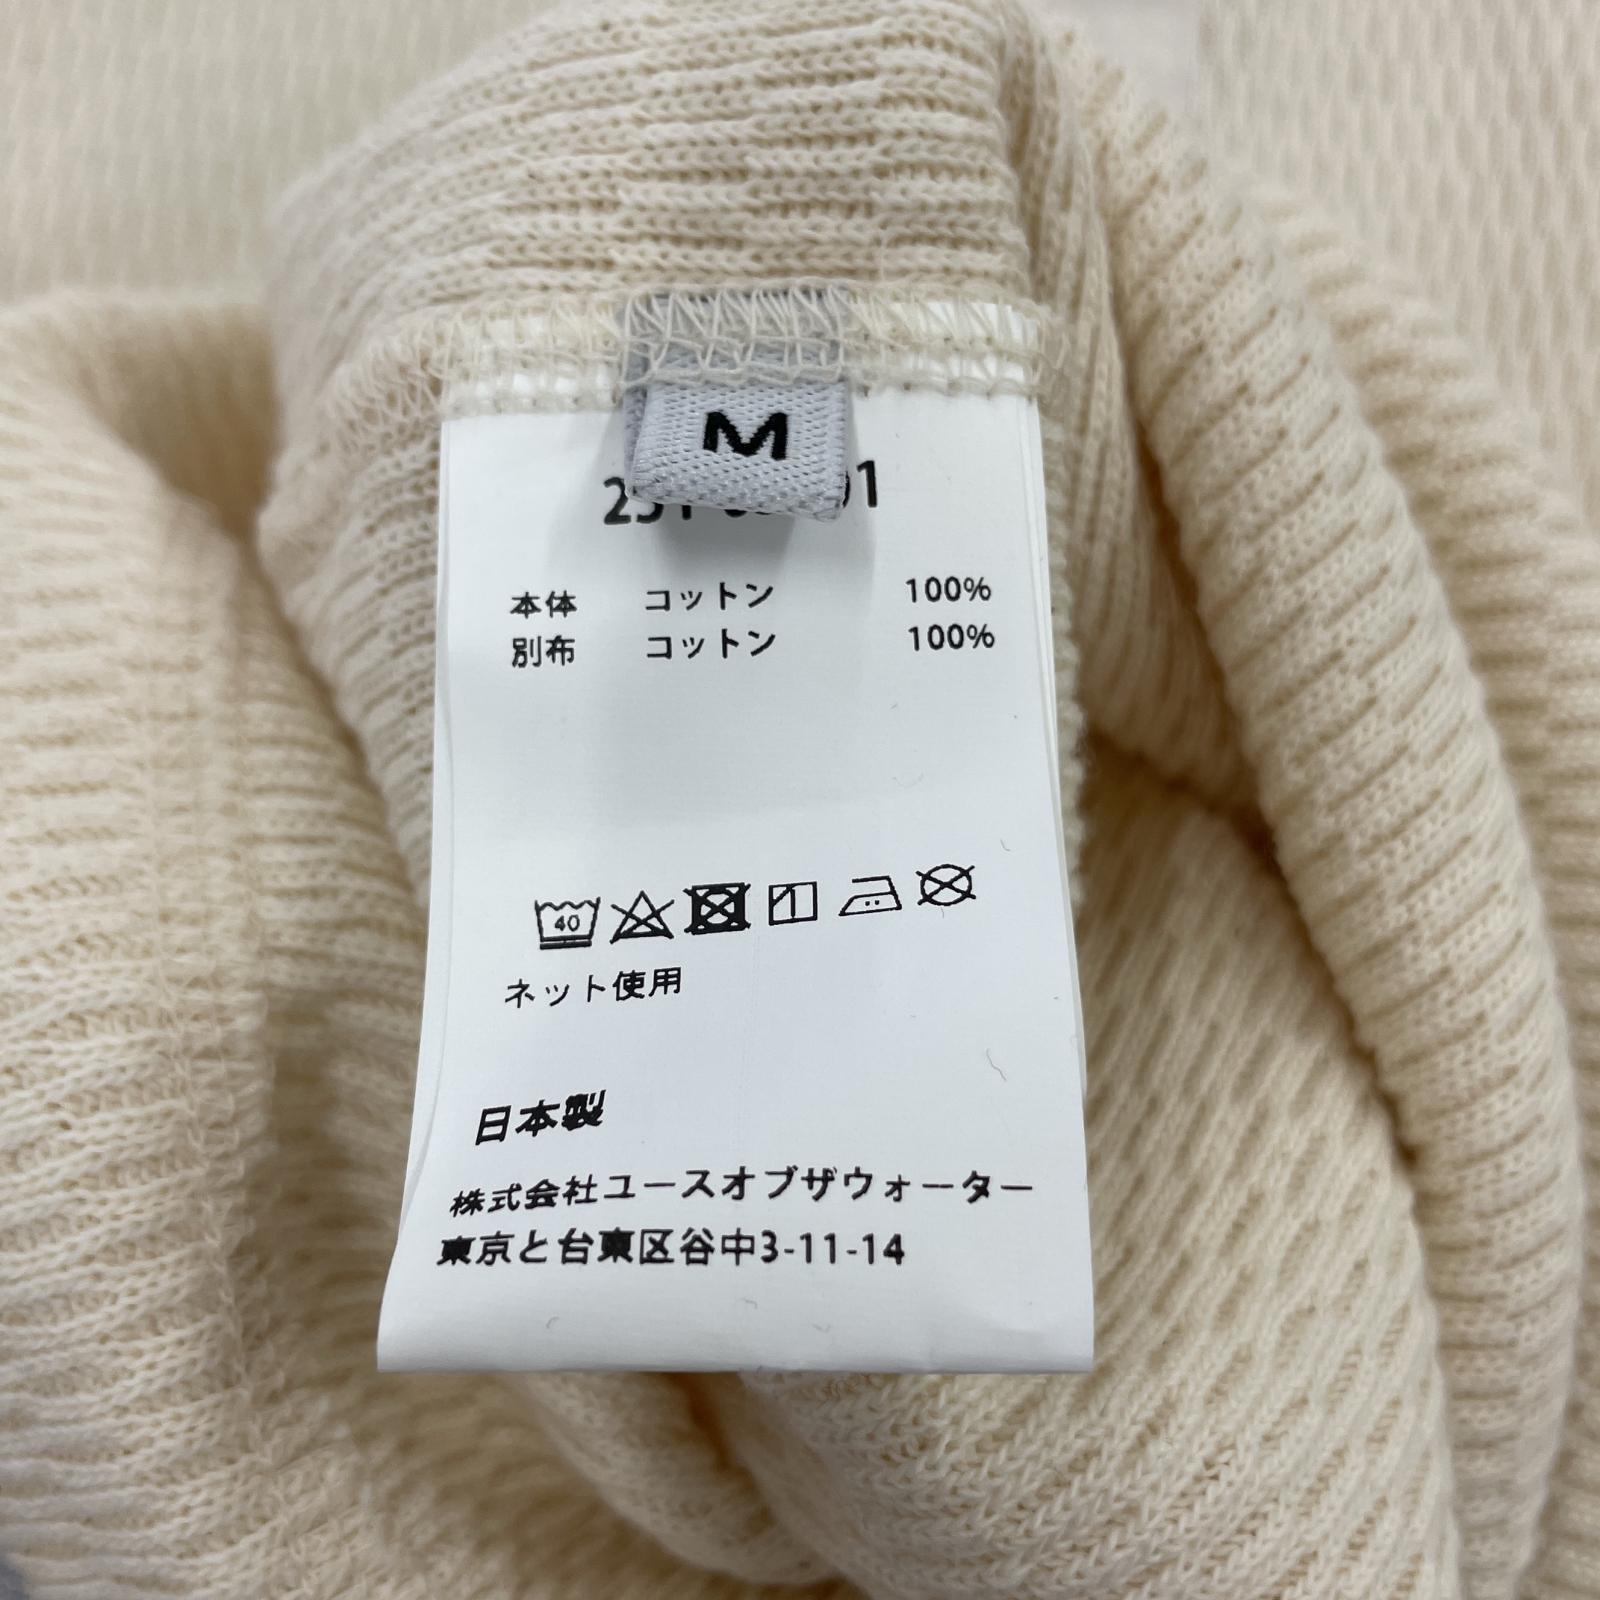 M
本体 コットン 100%
別布 コットン 100%
40
ネット使用
日本製
株式会社ユースオブザウォーター
東京と台東区谷中3-11-14